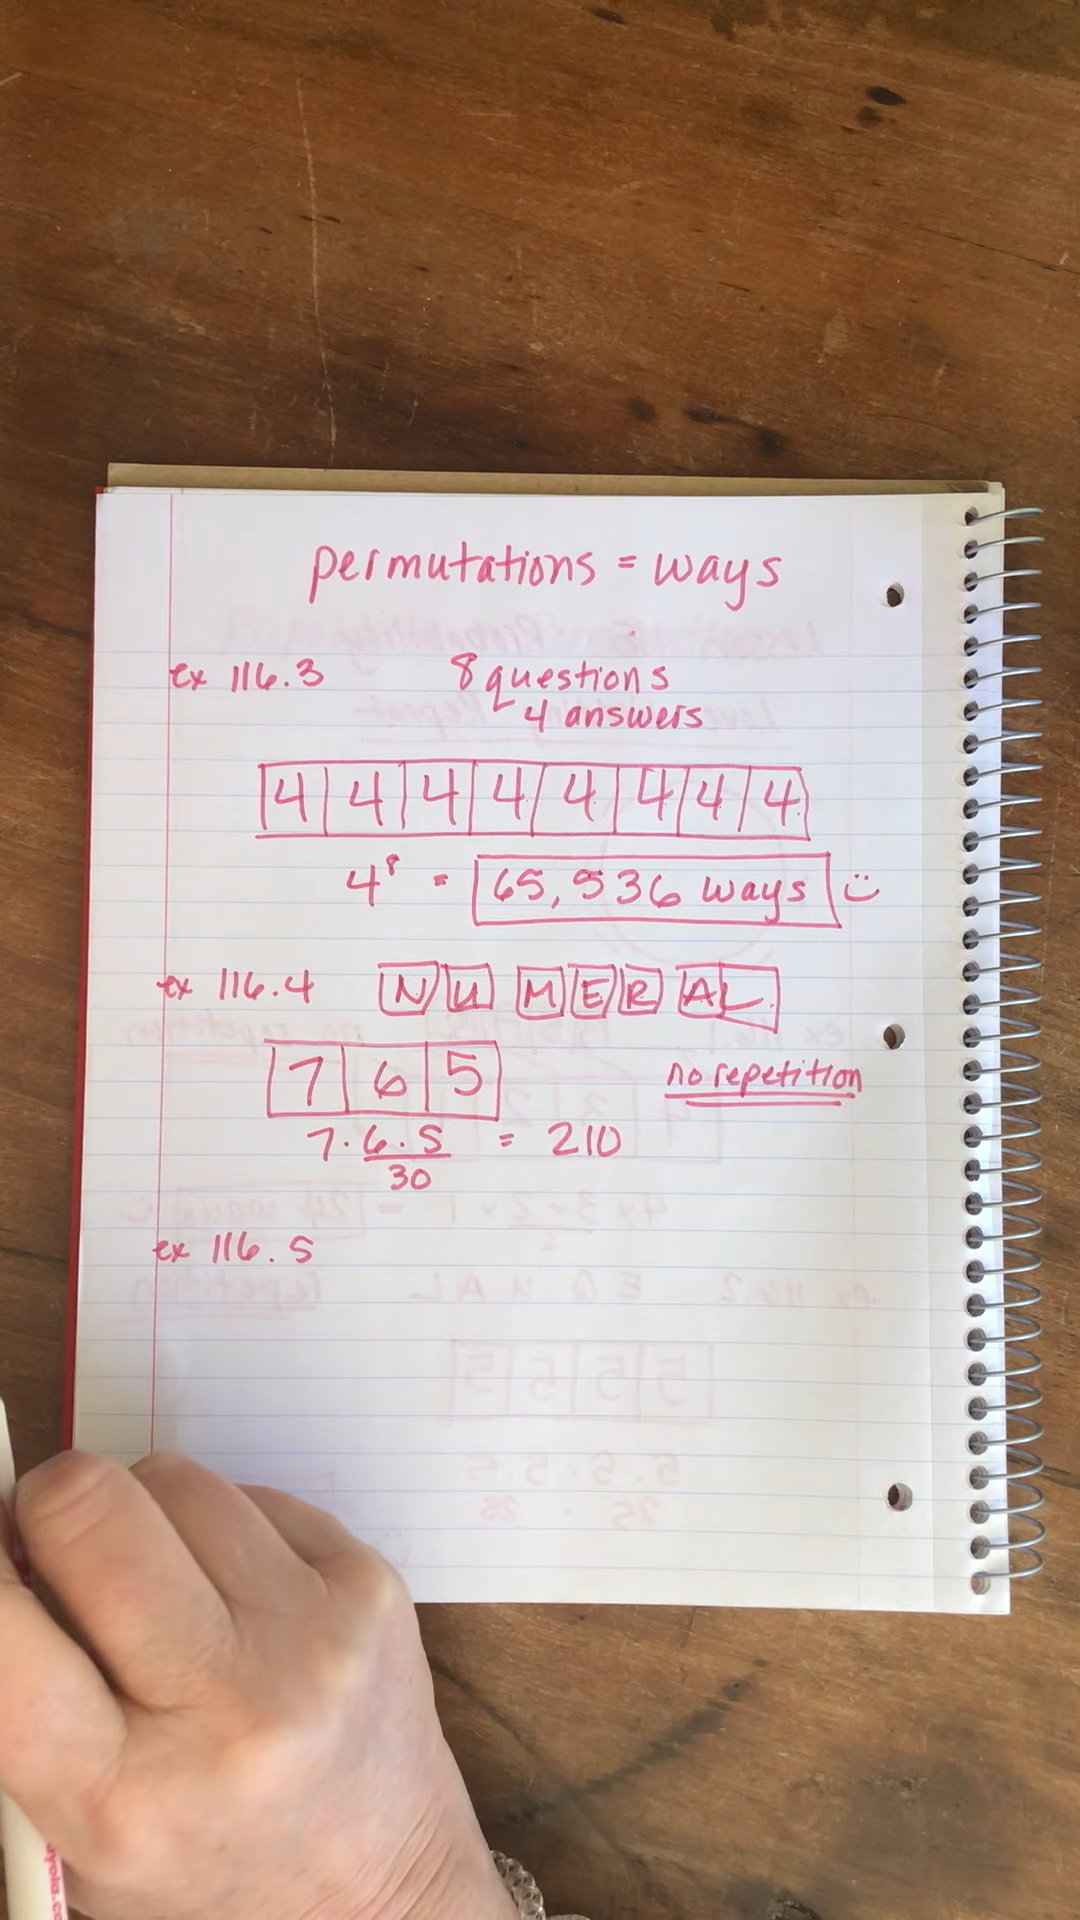 permutations = ways
ex 116.3 8 questions
4 answers
4 4 4 4 4 4 4 4
4⁸ = 65,536 ways
ex 116.4 N U M E R A L
7 6 5 no repetition
7 · 6 · 5 = 210
30
ex 116.5